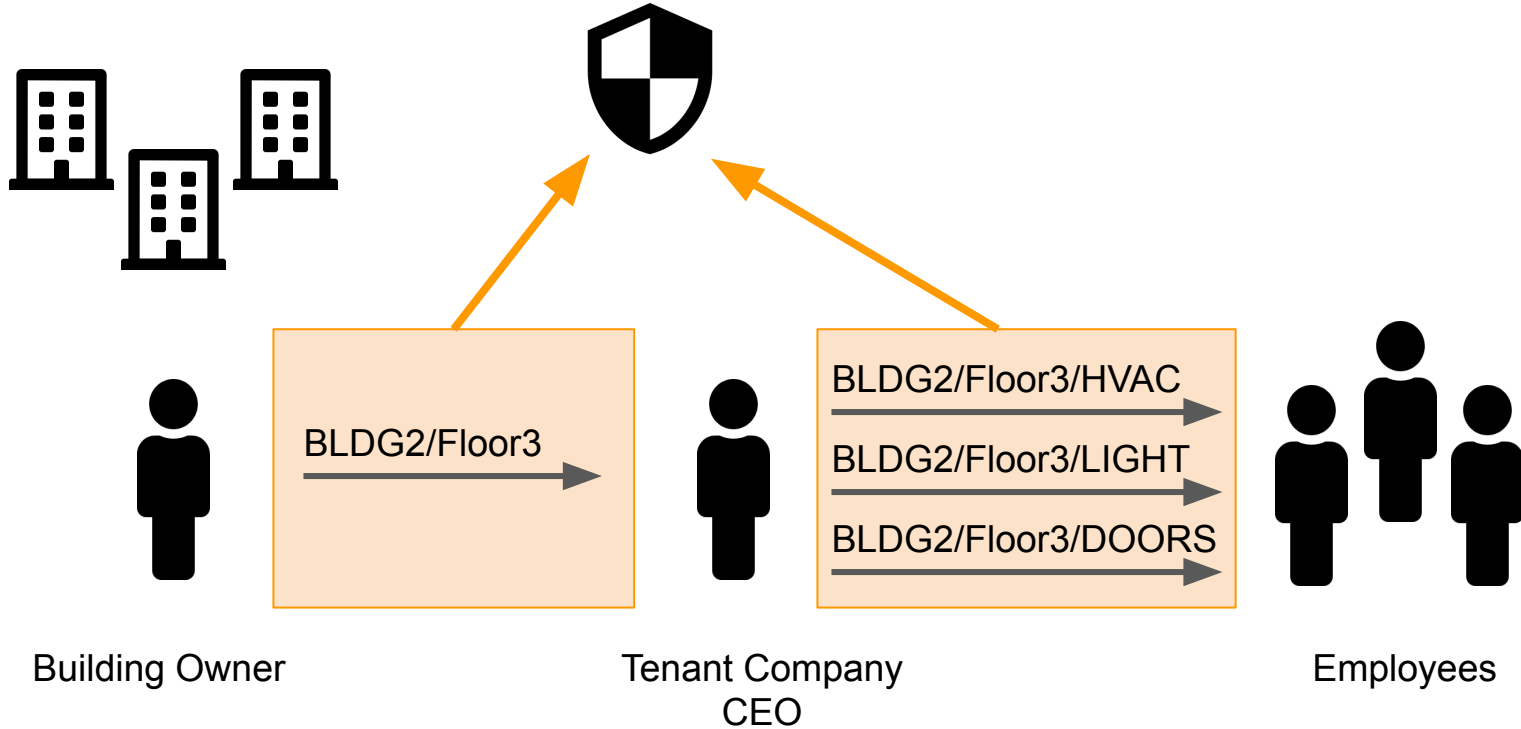 BLDG2/Floor3
BLDG2/Floor3/HVAC
BLDG2/Floor3/LIGHT
BLDG2/Floor3/DOORS
Building Owner
Tenant Company
CEO
Employees